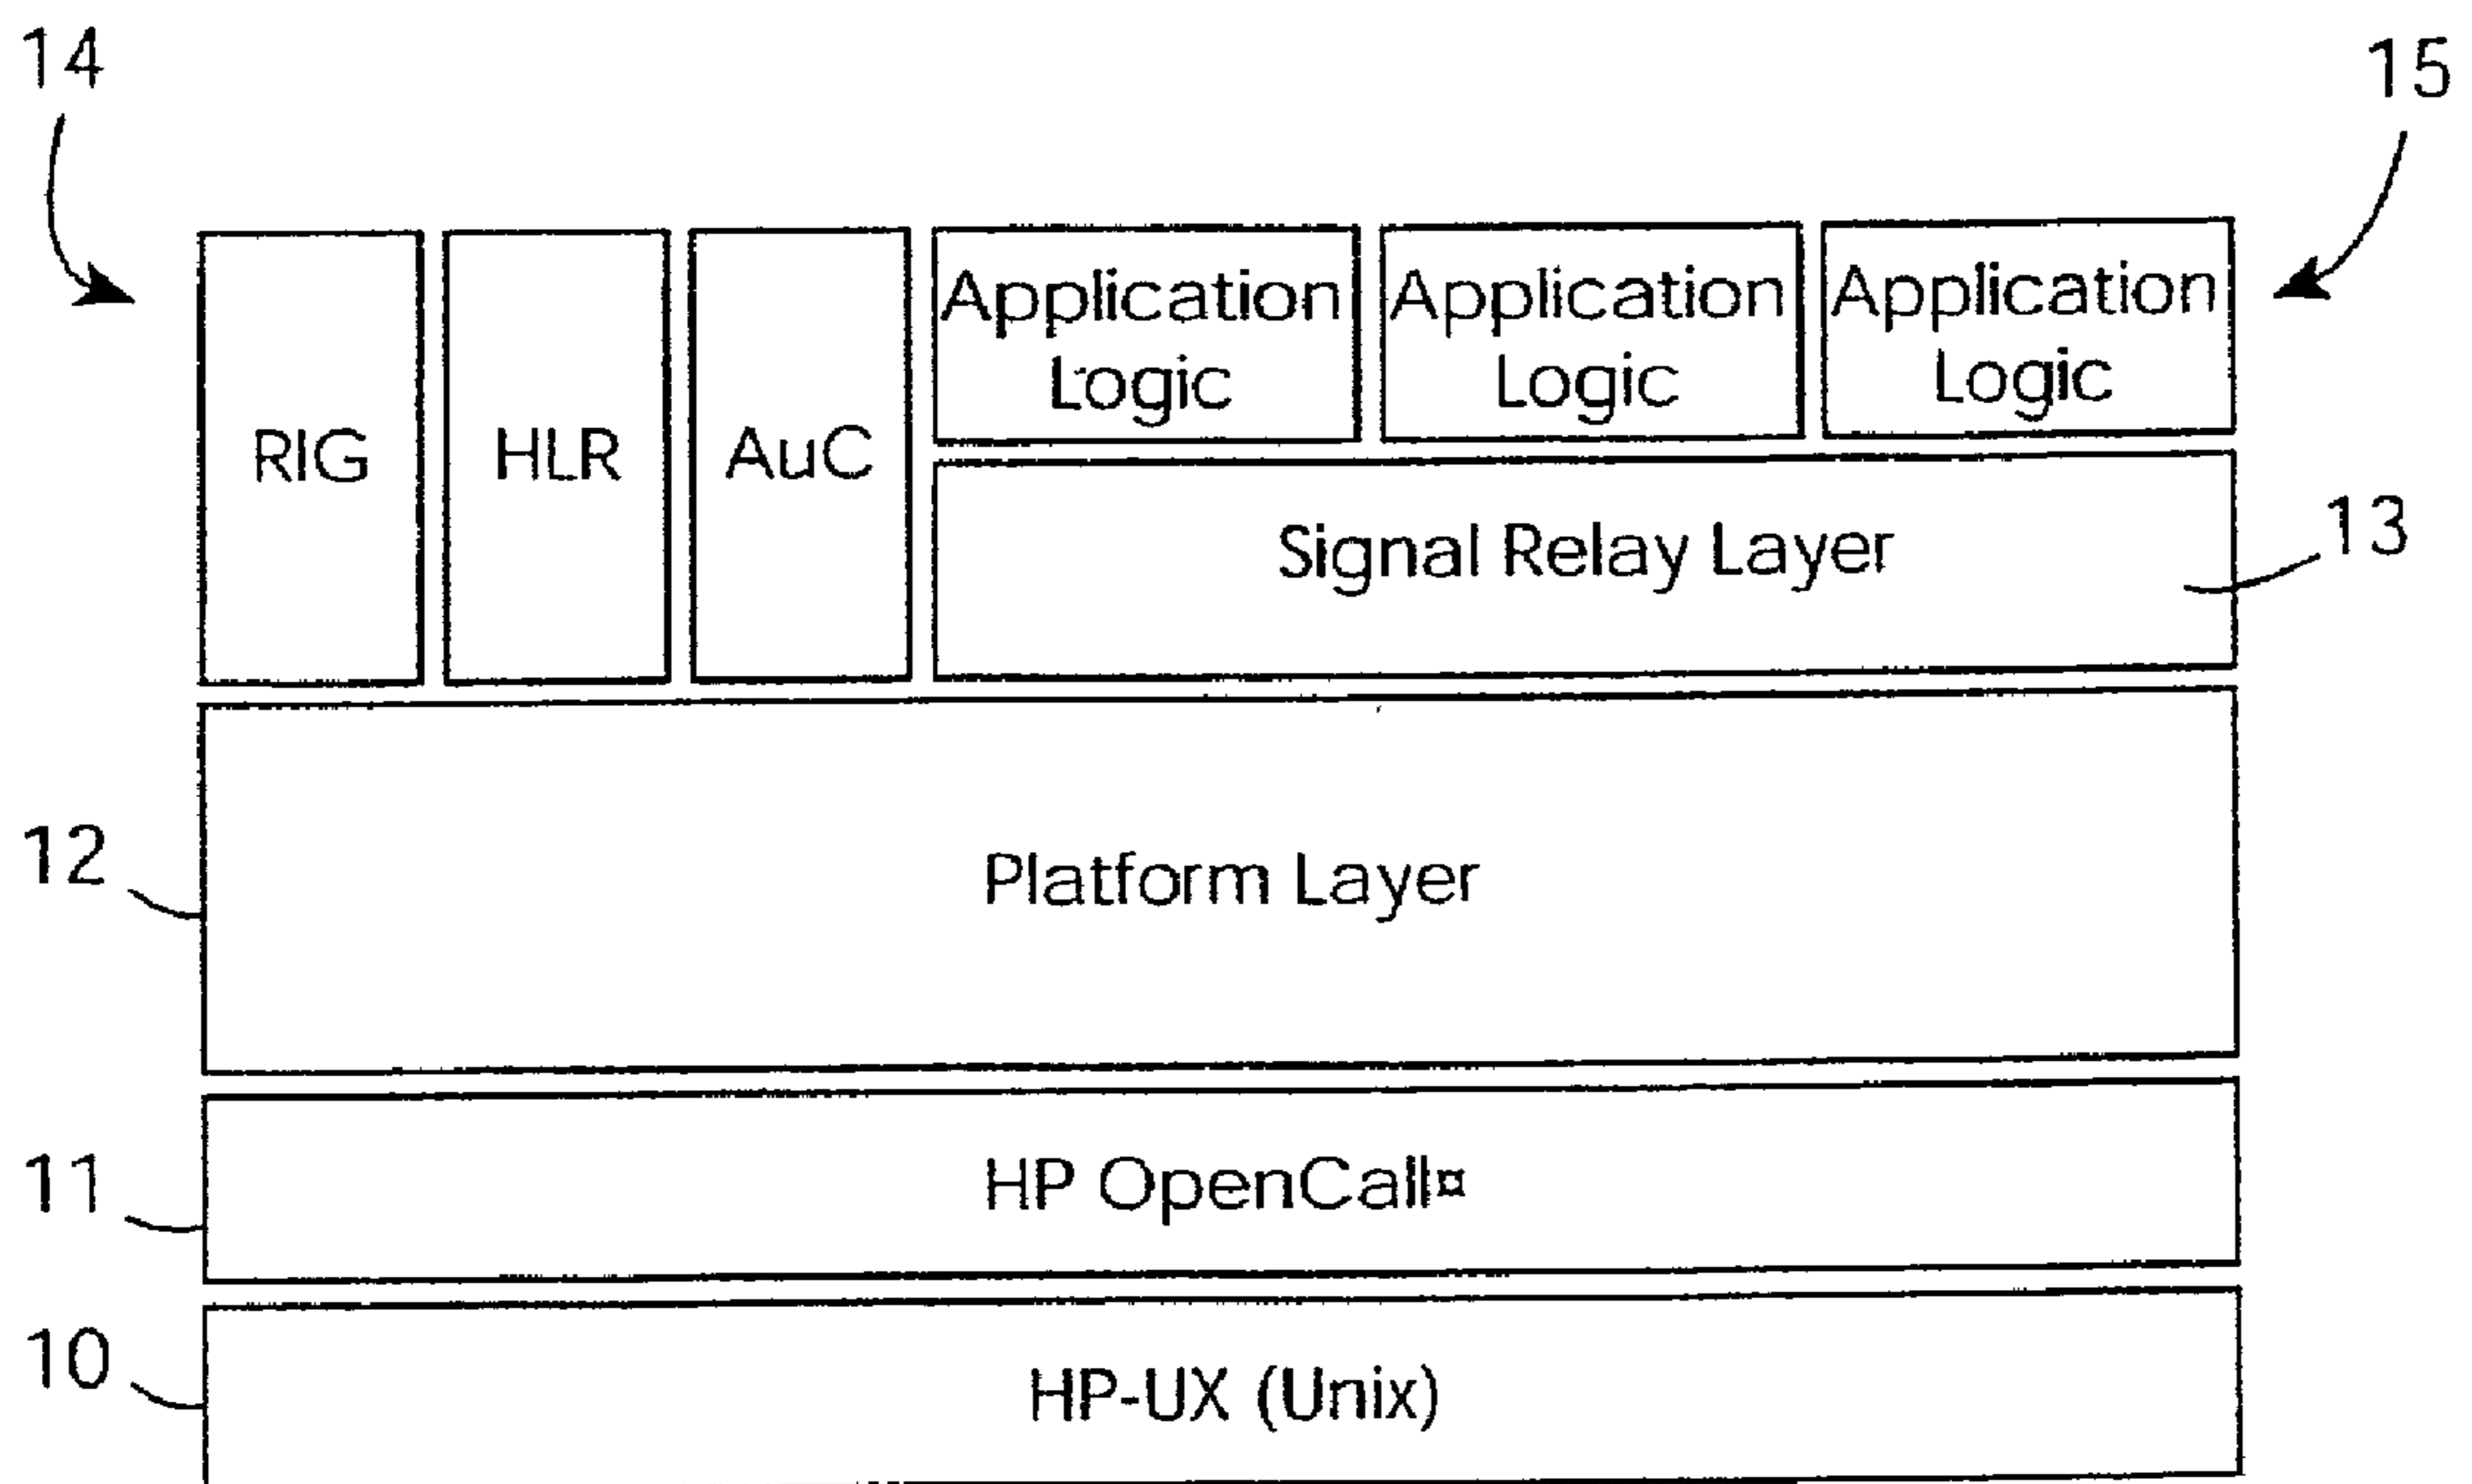 14
15
RIG
HLR
AuC
Application
Logic
Application
Logic
Application
Logic
Signal Relay Layer
13
12
Platform Layer
11
HP OpenCall¤
10
HP-UX (Unix)